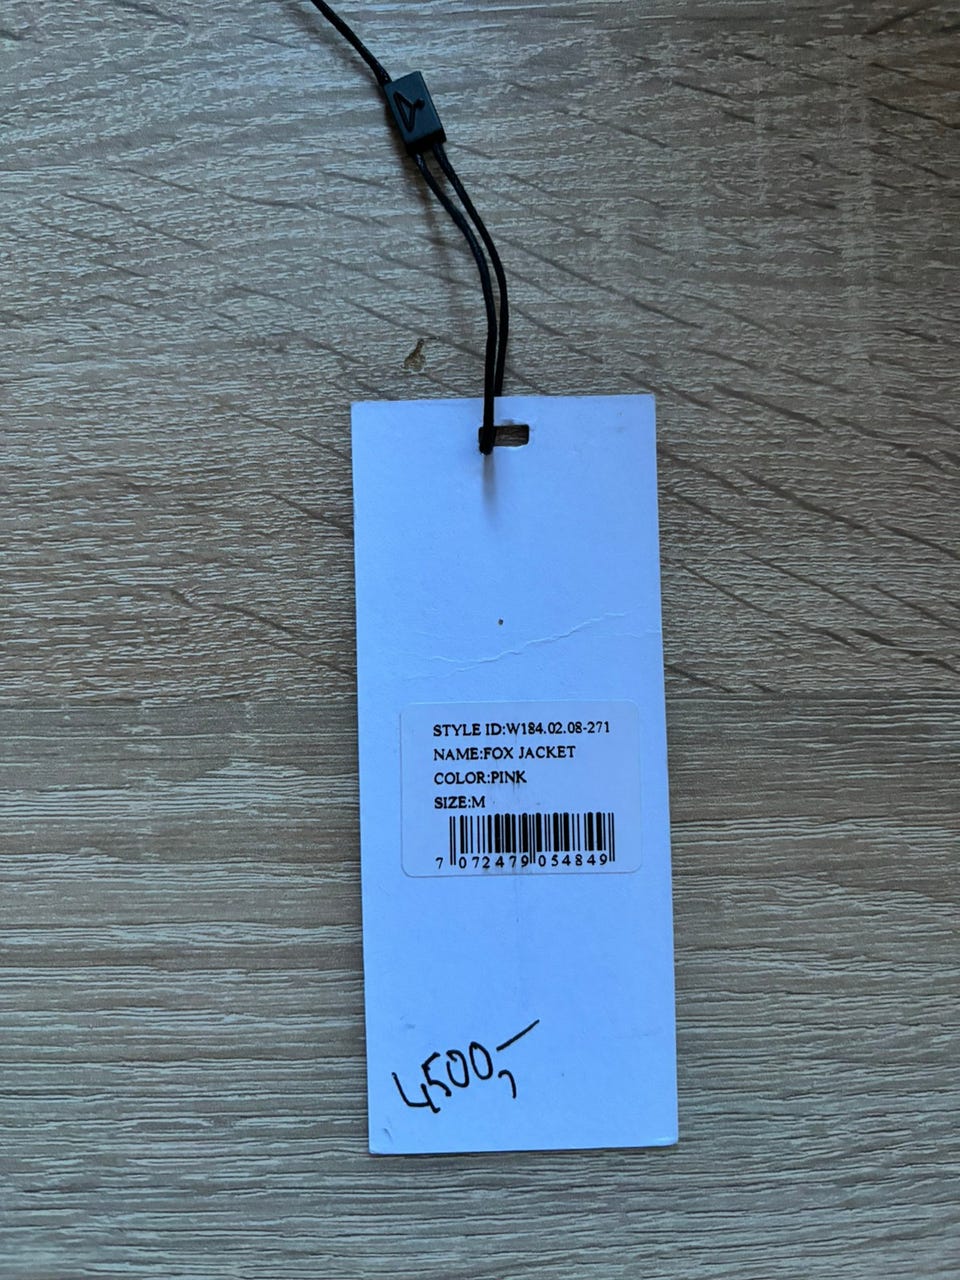 STYLE ID:W184.02.08-271
NAME:FOX JACKET
COLOR:PINK
SIZE:M
7 072479 054849
4500,-